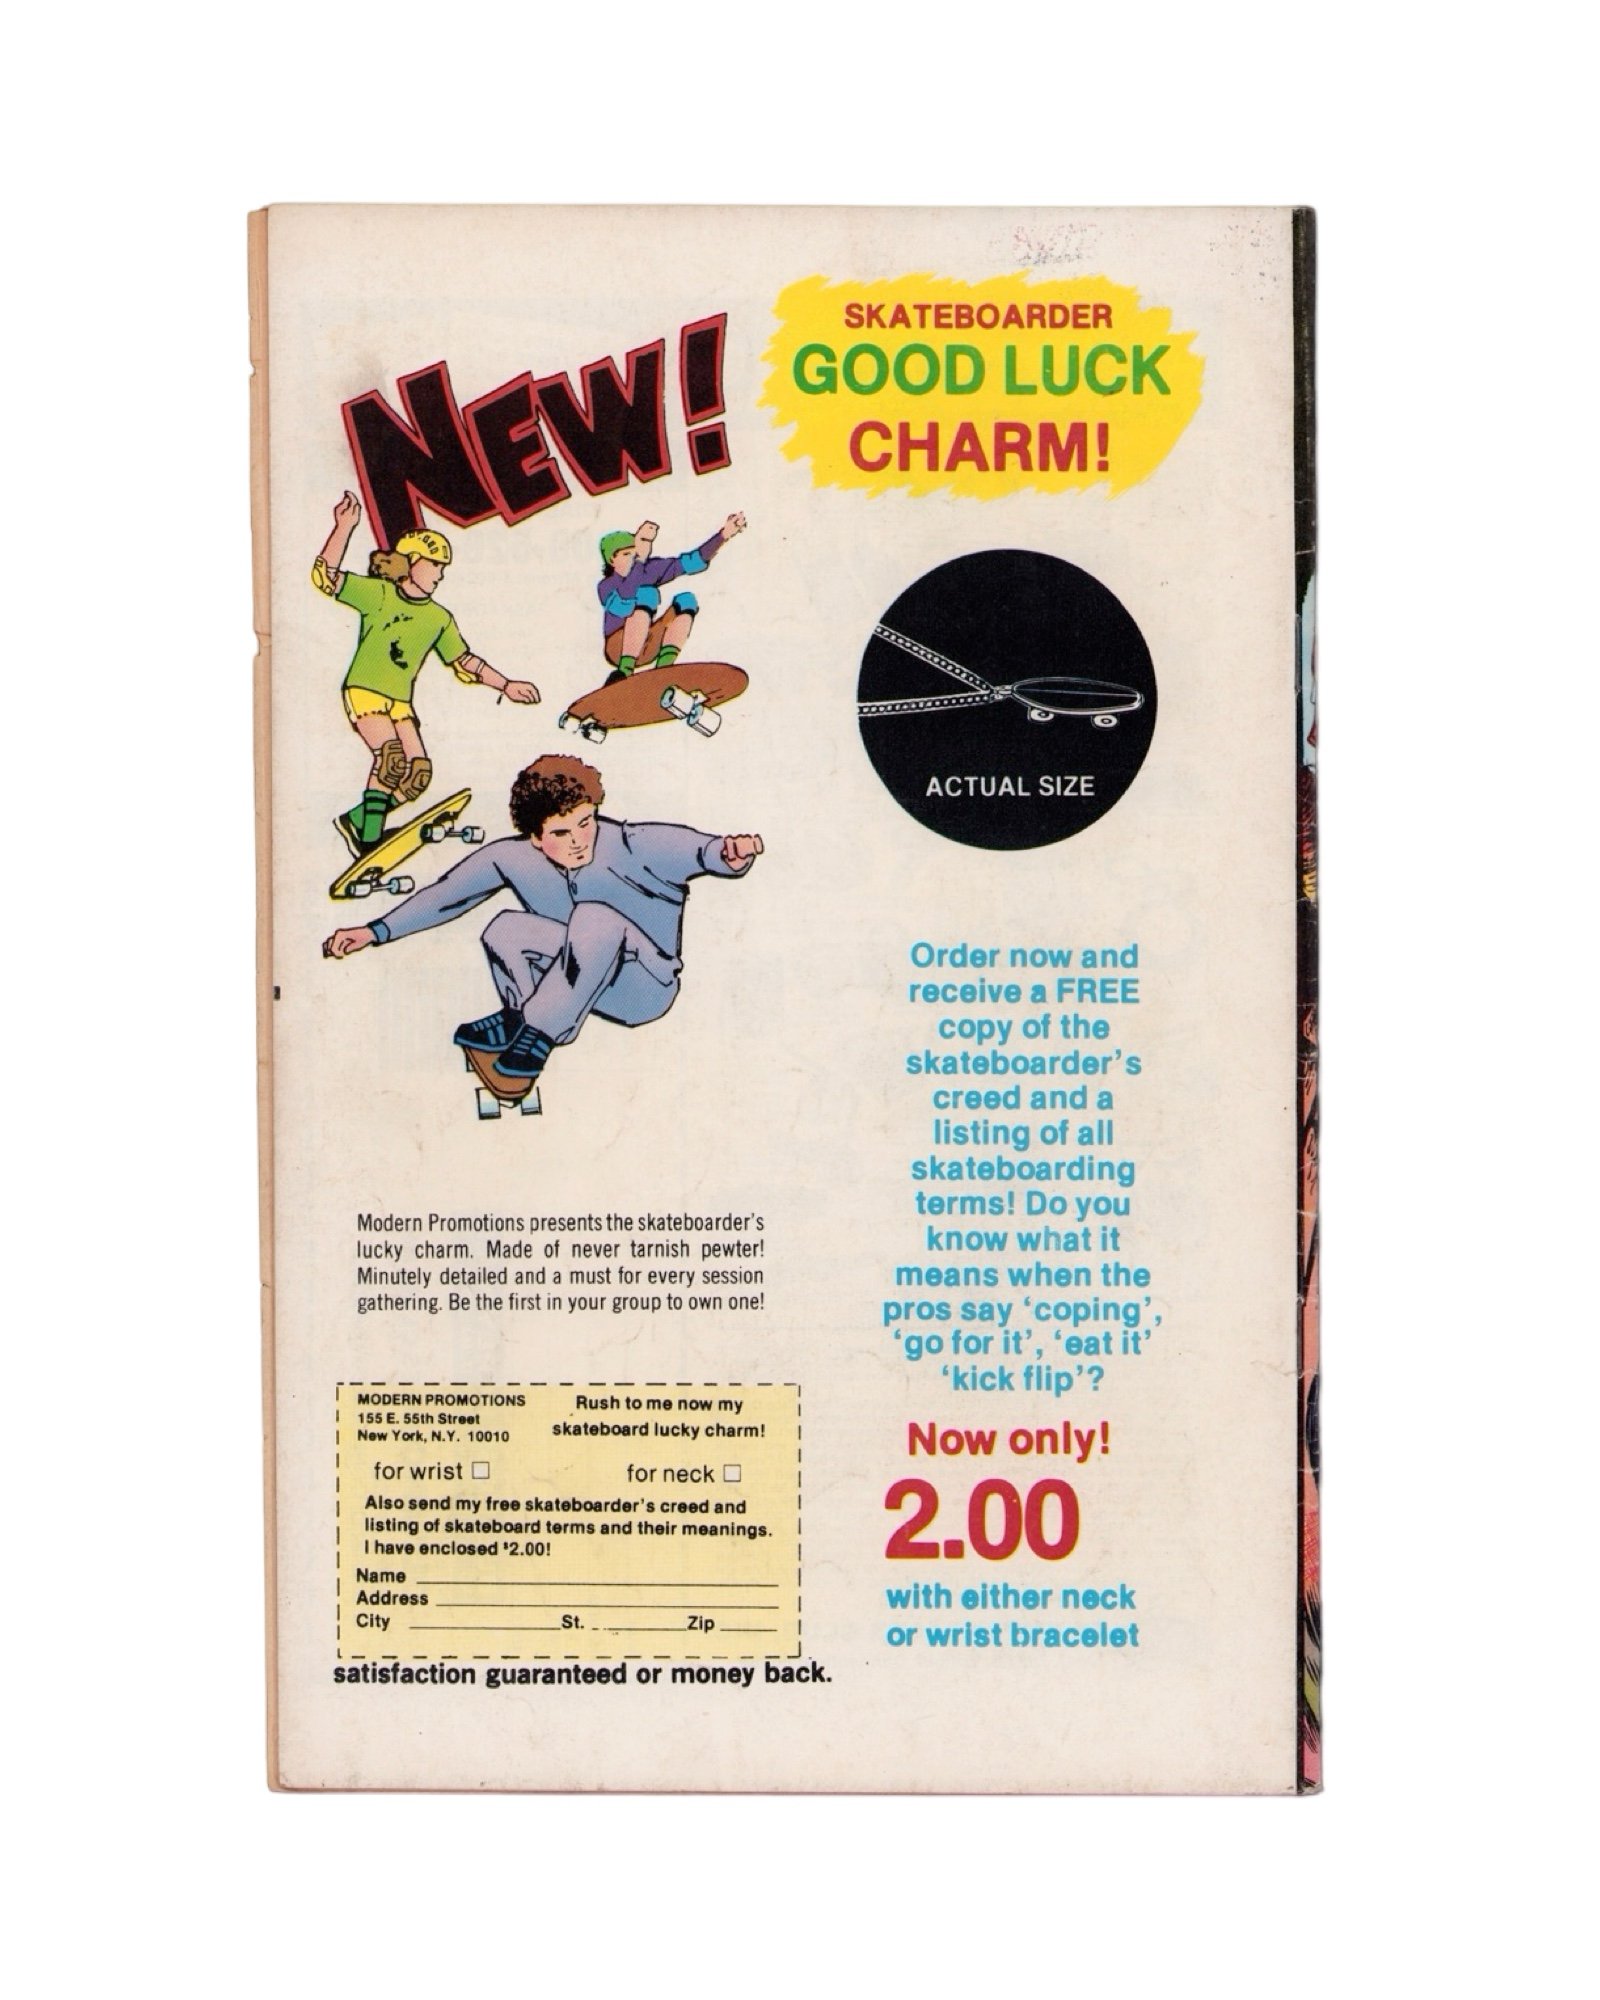 NEW!
SKATEBOARDER
GOOD LUCK
CHARM!
ACTUAL SIZE
Order now and
receive a FREE
copy of the
skateboarder's
creed and a
listing of all
skateboarding
terms! Do you
know what it
means when the
pros say ‘coping’,
‘go for it’, ‘eat it’
‘kick flip’?
Now only!
2.00
with either neck
or wrist bracelet
Modern Promotions presents the skateboarder's
lucky charm. Made of never tarnish pewter!
Minutely detailed and a must for every session
gathering. Be the first in your group to own one!
MODERN PROMOTIONS
155 E. 55th Street
New York, N.Y. 10010
Rush to me now my
skateboard lucky charm!
for wrist
for neck
Also send my free skateboarder's creed and
listing of skateboard terms and their meanings.
I have enclosed $2.00!
Name
Address
City St. Zip
satisfaction guaranteed or money back.